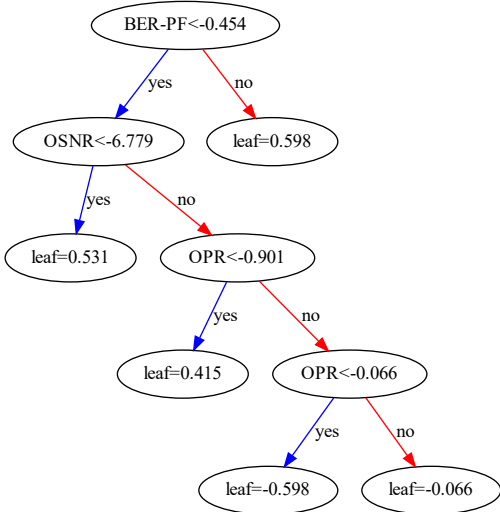 BER-PF<-0.454
yes
no
OSNR<-6.779
leaf=0.598
yes
no
leaf=0.531
OPR<-0.901
yes
no
leaf=0.415
OPR<-0.066
yes
no
leaf=-0.598
leaf=-0.066